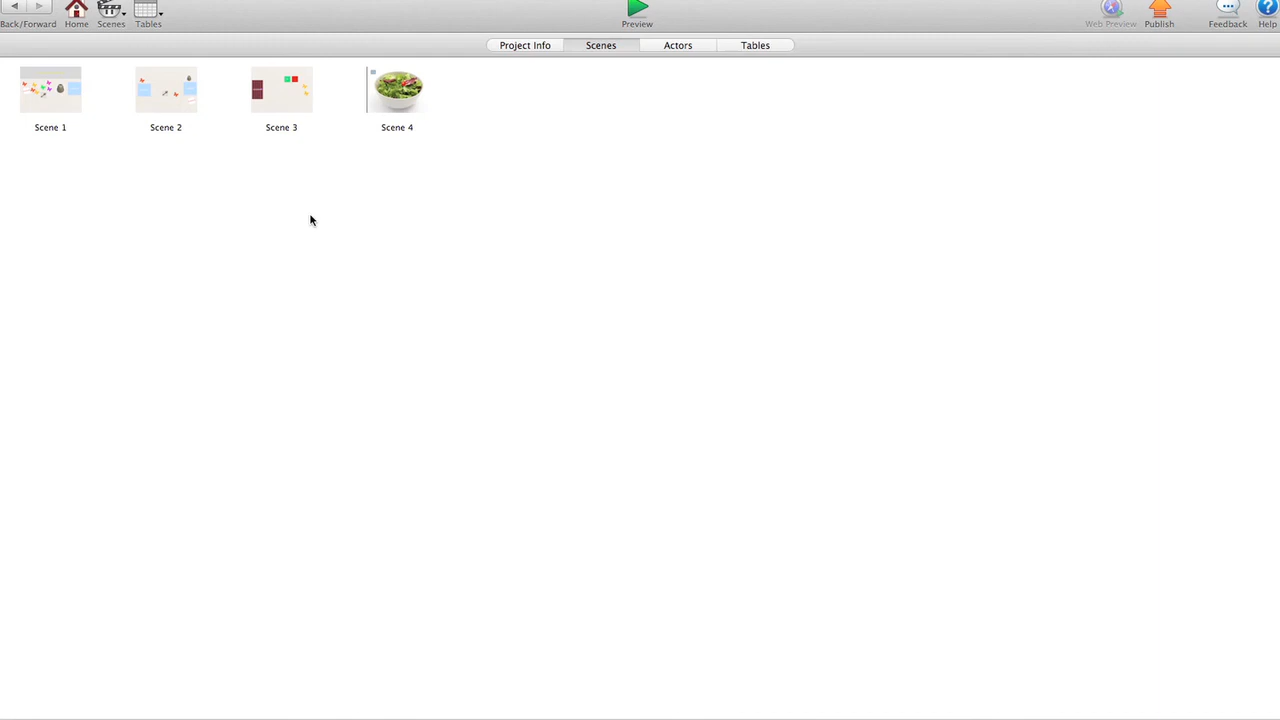 Back/Forward Home Scenes Tables Preview Web Preview Publish Feedback Help
Project Info Scenes Actors Tables
Scene 1 Scene 2 Scene 3 Scene 4